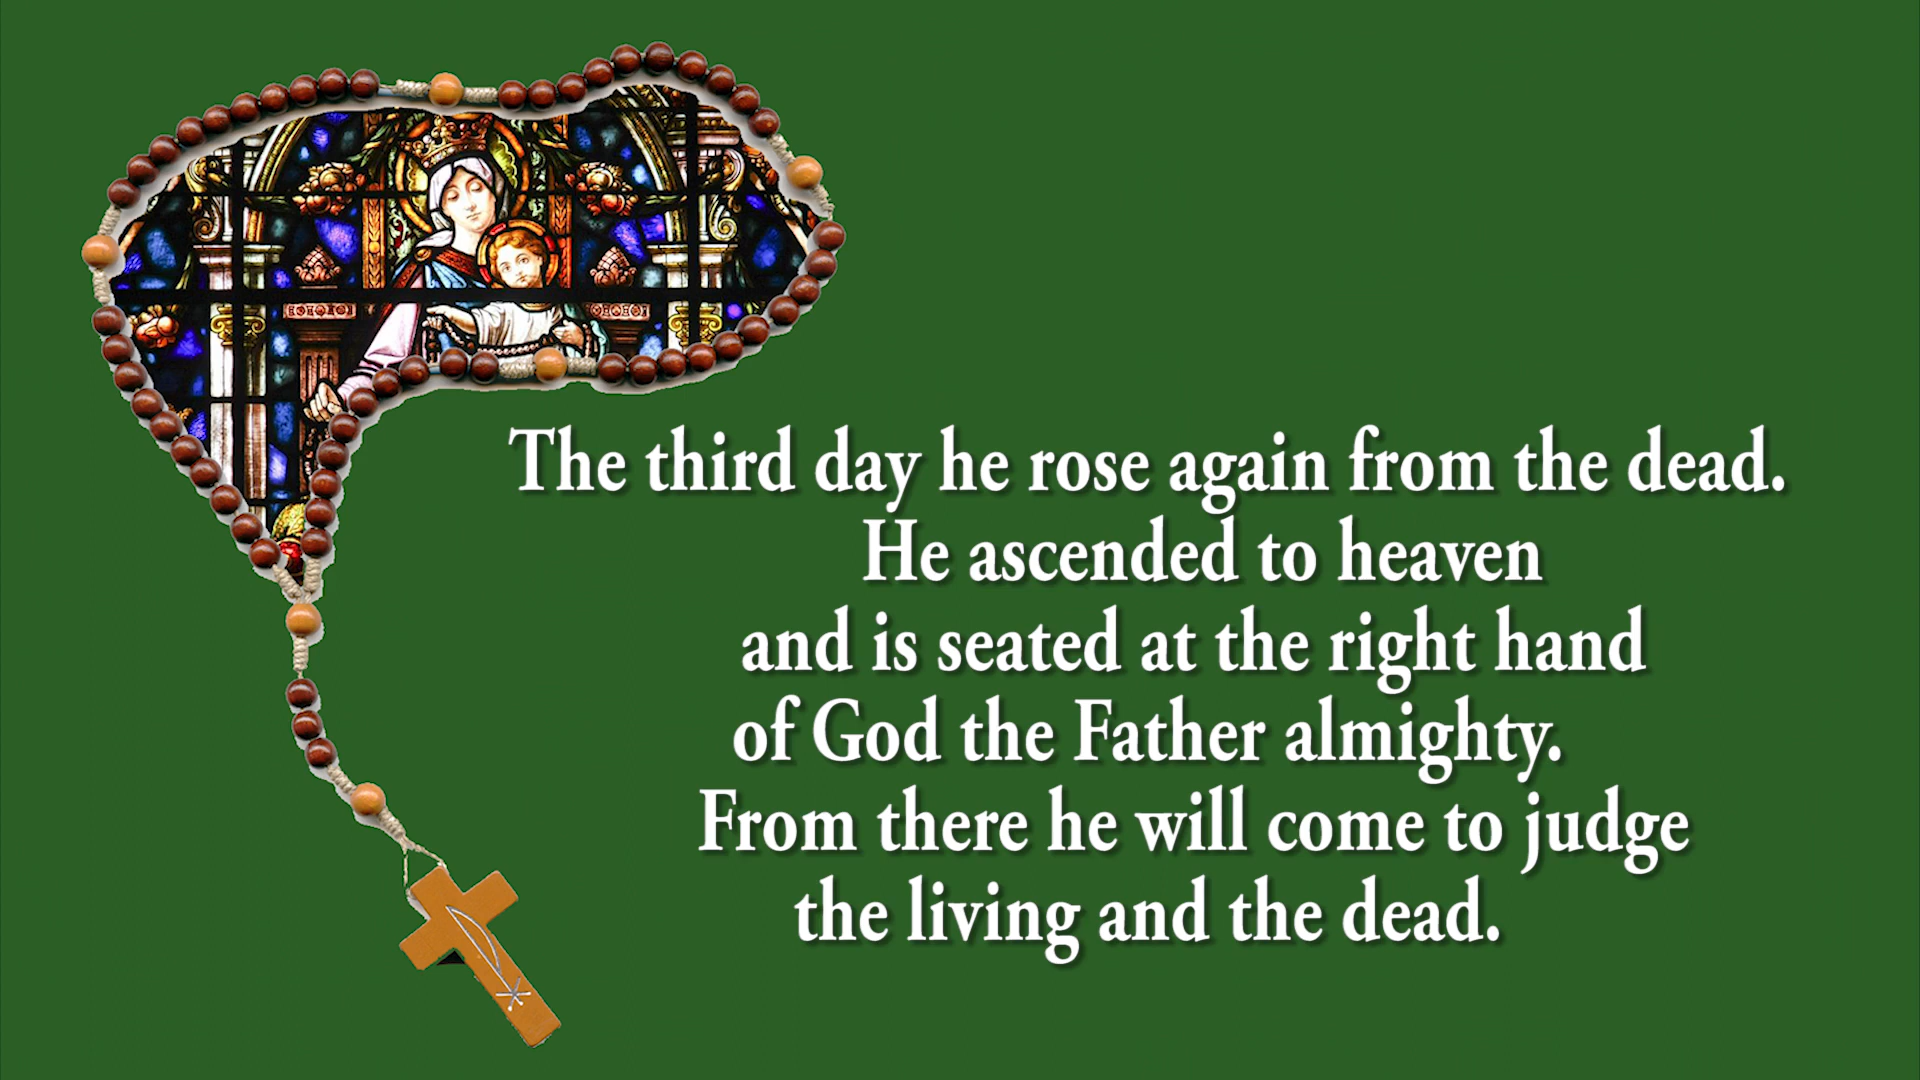 The third day he rose again from the dead.
He ascended to heaven
and is seated at the right hand
of God the Father almighty.
From there he will come to judge
the living and the dead.